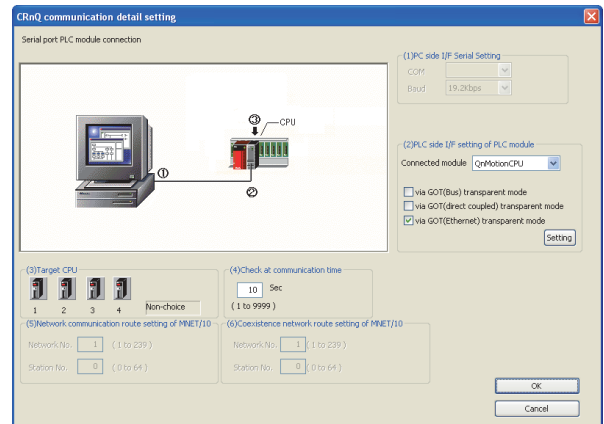 CRnQ communication detail setting
Serial port PLC module connection
③
CPU
①
②
(1)PC side I/F Serial Setting
COM
Baud 19.2Kbps
(2)PLC side I/F setting of PLC module
Connected module QnMotionCPU
via GOT(Bus) transparent mode
via GOT(direct coupled) transparent mode
via GOT(Ethernet) transparent mode
Setting
(3)Target CPU
1 2 3 4 Non-choice
(4)Check at communication time
10 Sec
( 1 to 9999 )
(5)Network communication route setting of MNET/10
Network No. 1 ( 1 to 239 )
Station No. 0 ( 0 to 64 )
(6)Coexistence network route setting of MNET/10
Network No. 1 ( 1 to 239 )
Station No. 0 ( 0 to 64 )
OK
Cancel